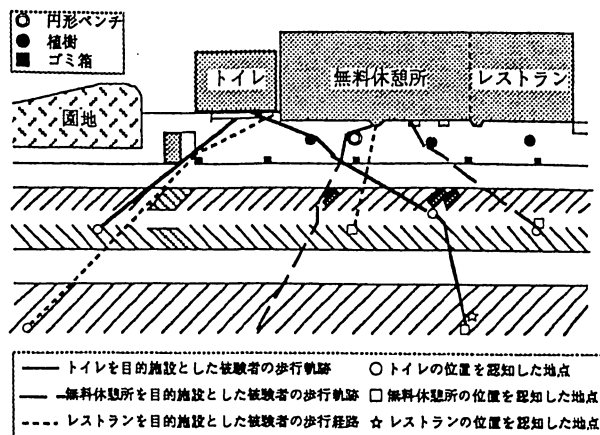 円形ベンチ
植樹
ゴミ箱
トイレ
無料休憩所
レストラン
園地
トイレを目的施設とした被験者の歩行軌跡
トイレの位置を認知した地点
無料休憩所を目的施設とした被験者の歩行軌跡
無料休憩所の位置を認知した地点
レストランを目的施設とした被験者の歩行経路
レストランの位置を認知した地点